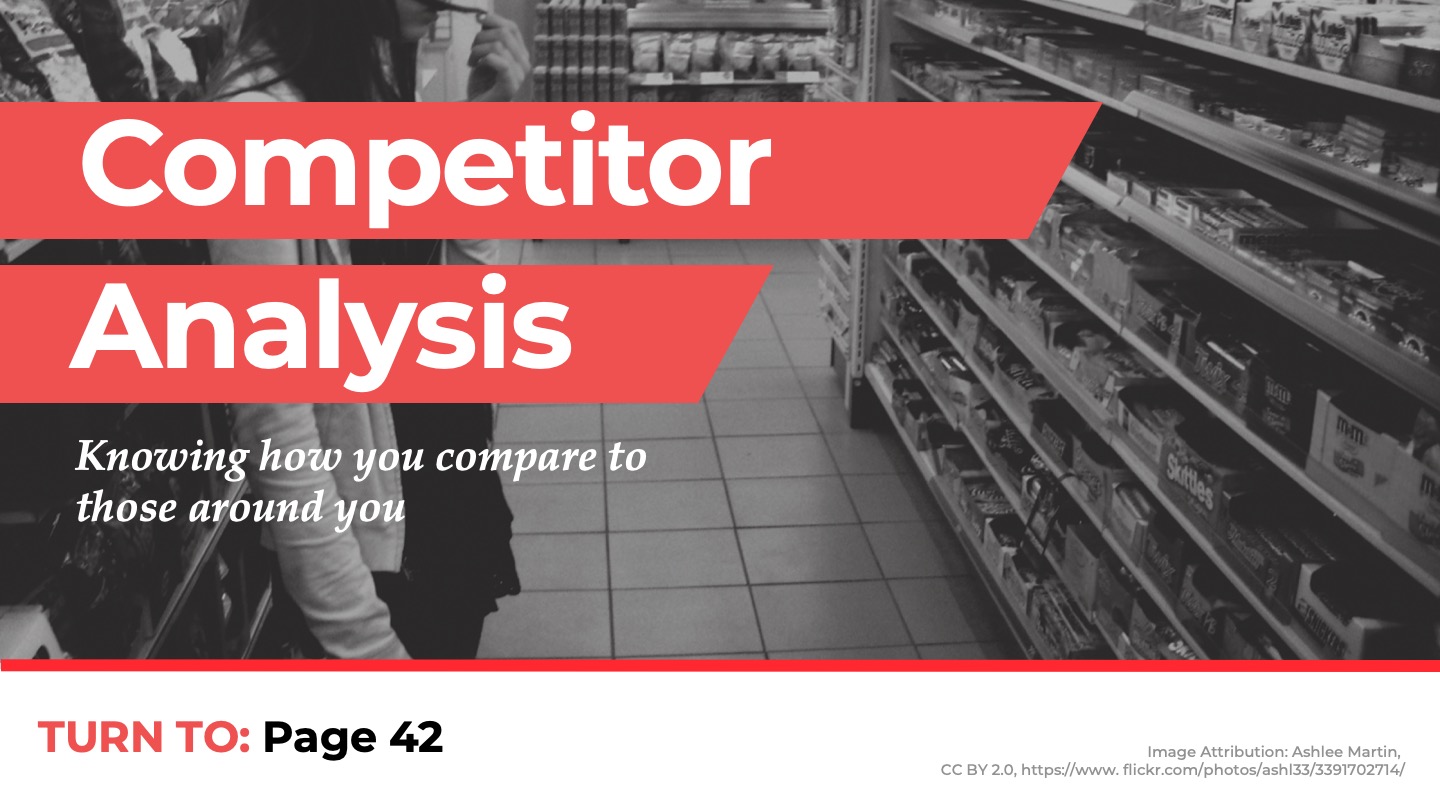 Competitor
Analysis
Knowing how you compare to
those around you
Skittles
m&m's
TURN TO: Page 42
Image Attribution: Ashlee Martin,
CC BY 2.0, https://www. flickr.com/photos/ashl33/3391702714/